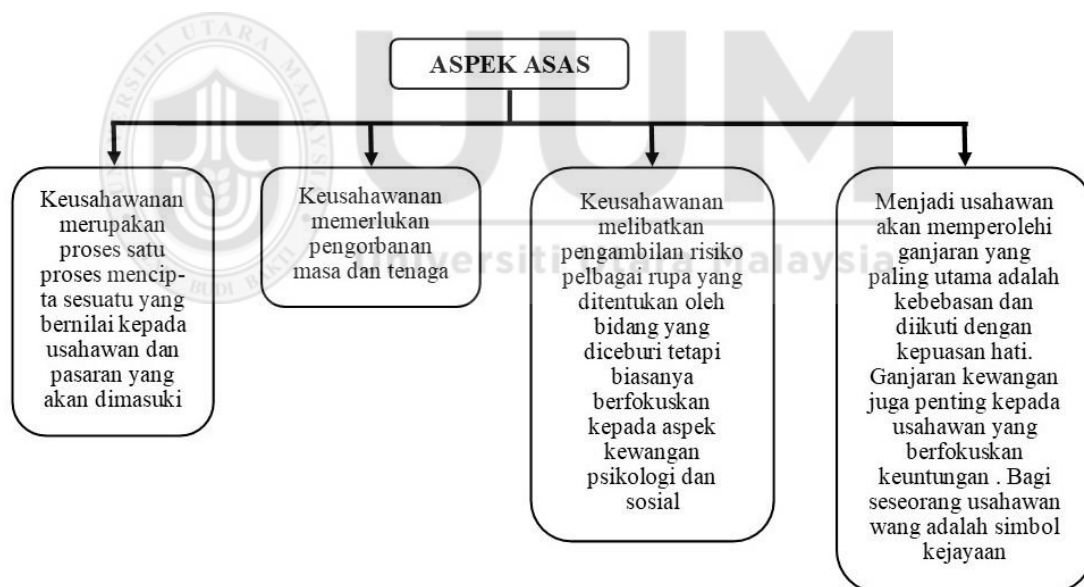 ASPEK ASAS
Keusahawanan
merupakan
proses satu
proses mencip-
ta sesuatu yang
bernilai kepada
usahawan dan
pasaran yang
akan dimasuki
Keusahawanan
memerlukan
pengorbanan
masa dan tenaga
Keusahawanan
melibatkan
pengambilan risiko
pelbagai rupa yang
ditentukan oleh
bidang yang
diceburi tetapi
biasanya
berfokuskan
kepada aspek
kewangan
psikologi dan
sosial
Menjadi usahawan
akan memperolehi
ganjaran yang
paling utama adalah
kebebasan dan
diikuti dengan
kepuasan hati.
Ganjaran kewangan
juga penting kepada
usahawan yang
berfokuskan
keuntungan . Bagi
seseorang usahawan
wang adalah simbol
kejayaan
UUM
Universiti Utara Malaysia
UNIVERSITI UTARA MALAYSIA
BUDI BAKTI